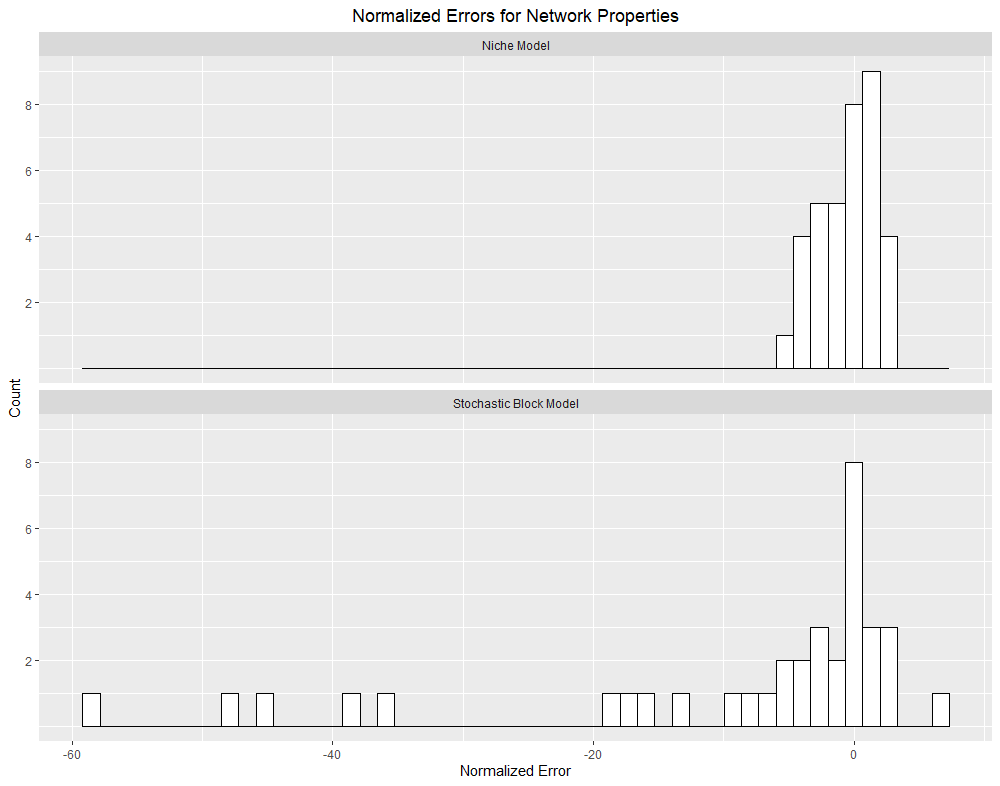 Normalized Errors for Network Properties
Niche Model
8
6
4
2
Count
Stochastic Block Model
8
6
4
2
-60 -40 -20 0
Normalized Error